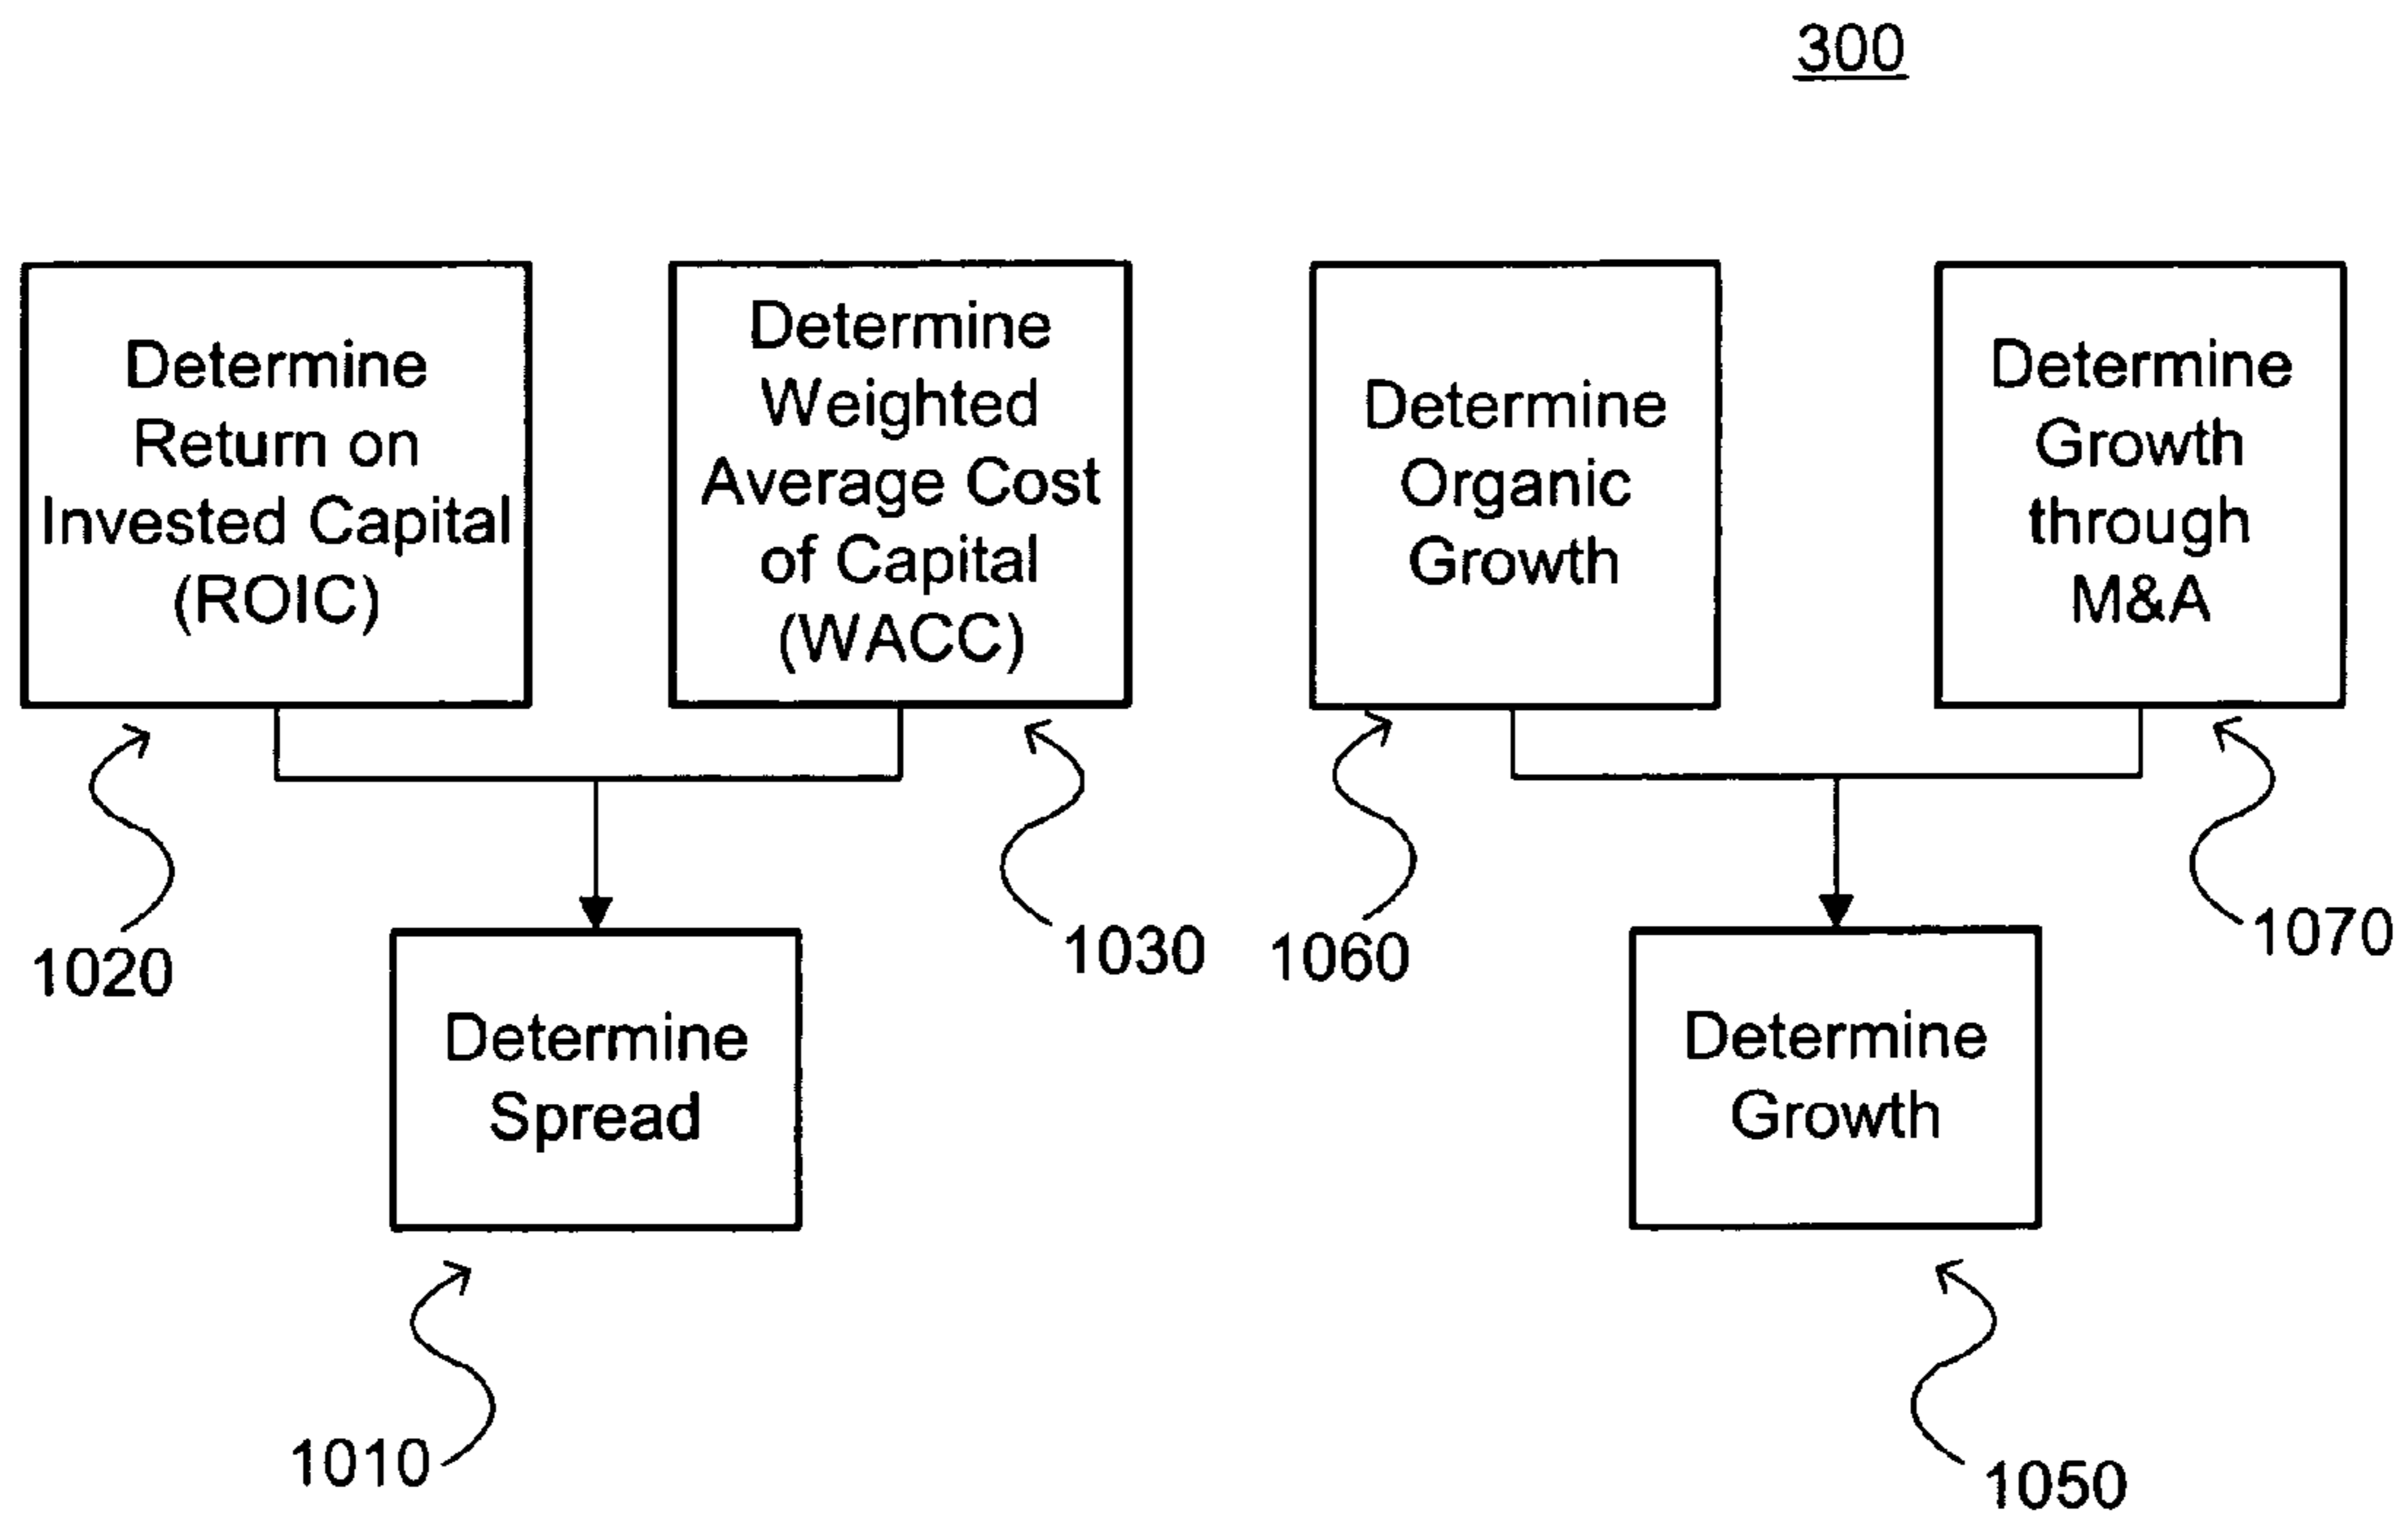 300
Determine
Return on
Invested Capital
(ROIC)
Determine
Weighted
Average Cost
of Capital
(WACC)
Determine
Organic
Growth
Determine
Growth
through
M&A
1020
1030
1060
1070
Determine
Spread
Determine
Growth
1010
1050